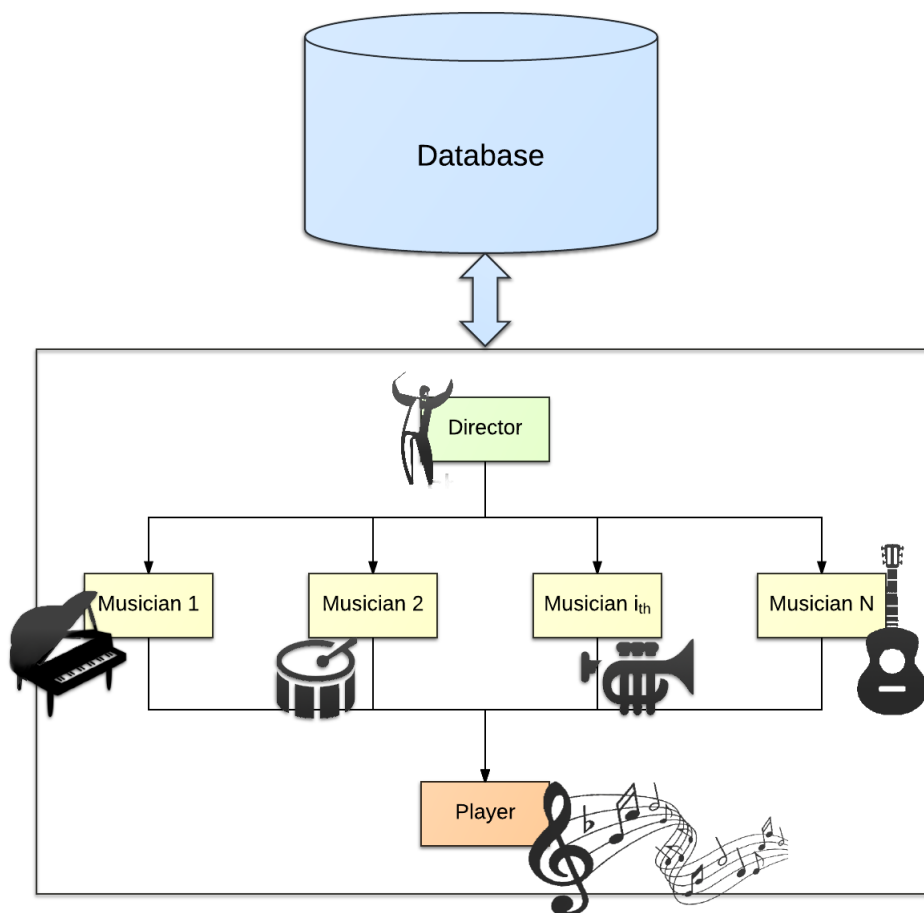 Database
Director
Musician 1
Musician 2
Musician ith
Musician N
Player